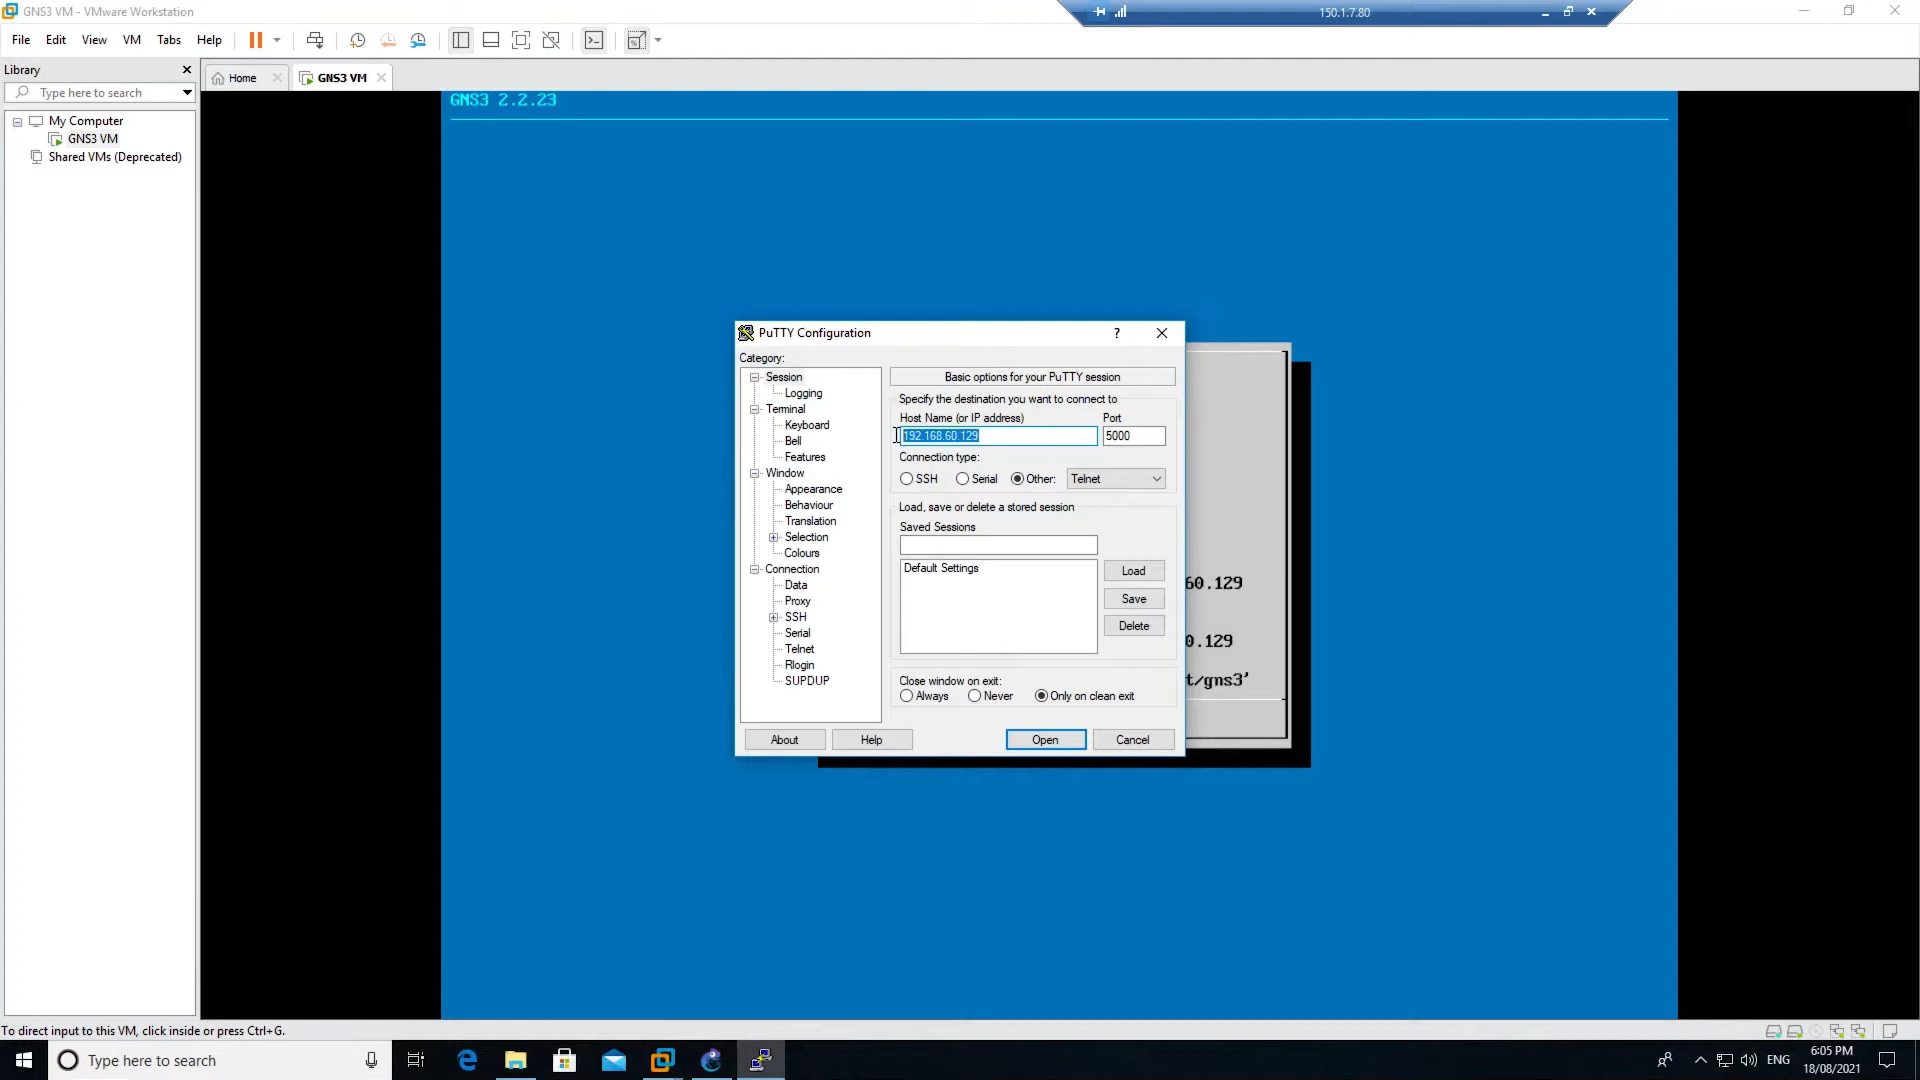 GNS3 VM - VMware Workstation
150.1.7.80
File Edit View VM Tabs Help
Library
Home
GNS3 VM
Type here to search
My Computer
GNS3 VM
Shared VMs (Deprecated)
GNS3 2.2.23
PuTTY Configuration
?
Category:
Session
Logging
Terminal
Keyboard
Bell
Features
Window
Appearance
Behaviour
Translation
Selection
Colours
Connection
Data
Proxy
SSH
Serial
Telnet
Rlogin
SUPDUP
Basic options for your PuTTY session
Specify the destination you want to connect to
Host Name (or IP address) Port
192.168.60.129 5000
Connection type:
SSH Serial Other: Telnet
Load, save or delete a stored session
Saved Sessions
Default Settings
Load
Save
Delete
Close window on exit:
Always Never Only on clean exit
About Help Open Cancel
60.129
0.129
t/gns3'
To direct input to this VM, click inside or press Ctrl+G.
Type here to search
ENG
6:05 PM
18/08/2021